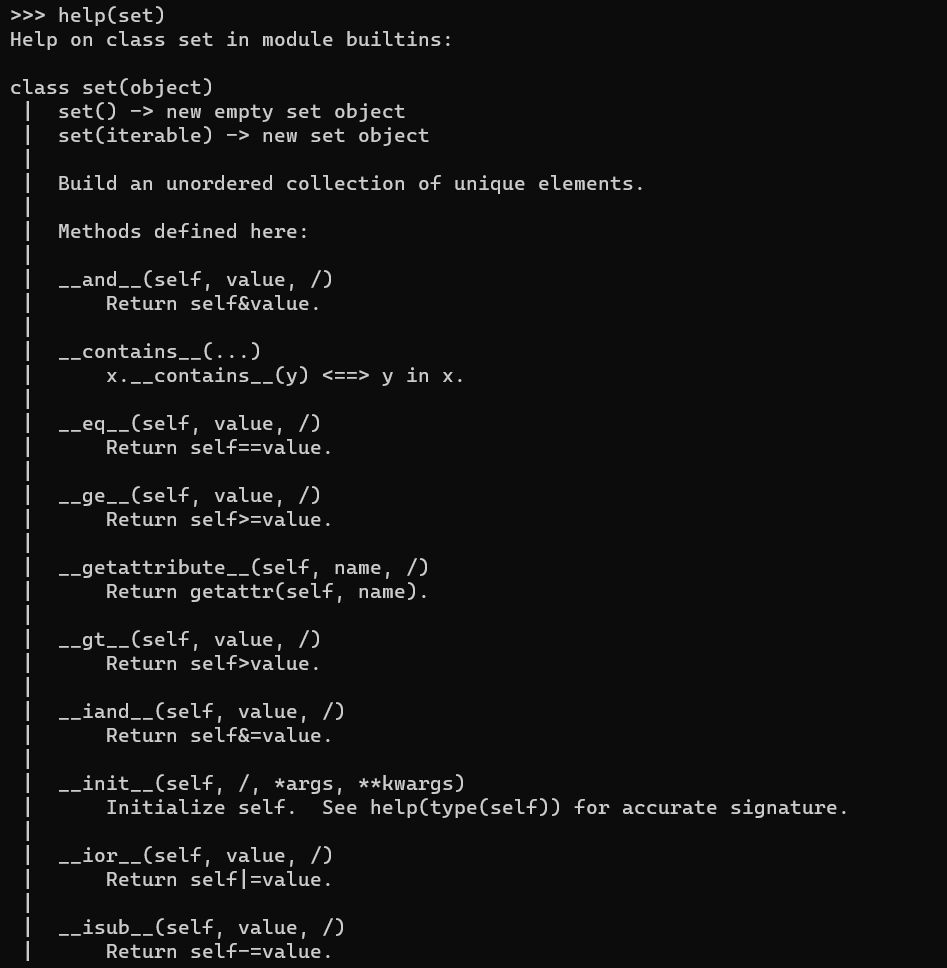 >>> help(set)
Help on class set in module builtins:

class set(object)
 |  set() -> new empty set object
 |  set(iterable) -> new set object
 |
 |  Build an unordered collection of unique elements.
 |
 |  Methods defined here:
 |
 |  __and__(self, value, /)
 |      Return self&value.
 |
 |  __contains__(...)
 |      x.__contains__(y) <==> y in x.
 |
 |  __eq__(self, value, /)
 |      Return self==value.
 |
 |  __ge__(self, value, /)
 |      Return self>=value.
 |
 |  __getattribute__(self, name, /)
 |      Return getattr(self, name).
 |
 |  __gt__(self, value, /)
 |      Return self>value.
 |
 |  __iand__(self, value, /)
 |      Return self&=value.
 |
 |  __init__(self, /, *args, **kwargs)
 |      Initialize self.  See help(type(self)) for accurate signature.
 |
 |  __ior__(self, value, /)
 |      Return self|=value.
 |
 |  __isub__(self, value, /)
 |      Return self-=value.